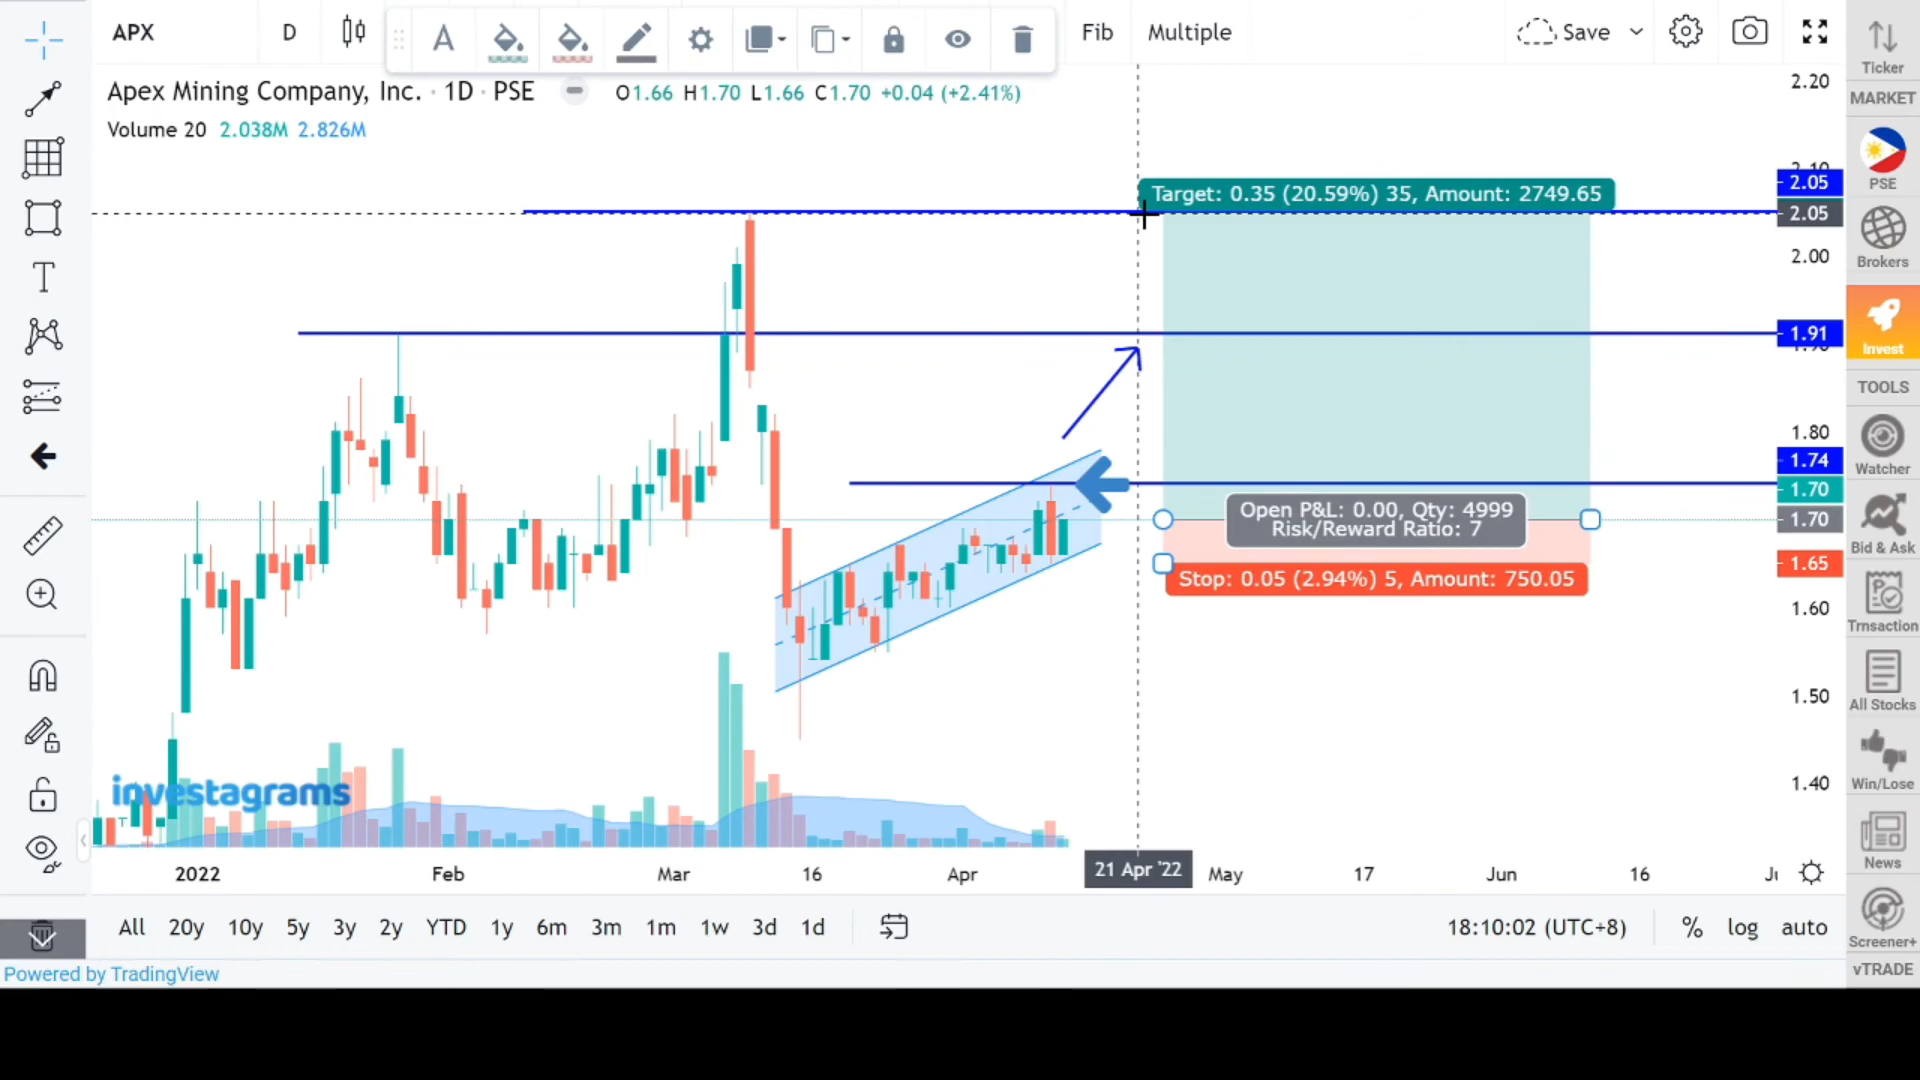 APX D Fib Multiple Save
Ticker
Apex Mining Company, Inc. · 1D · PSE O1.66 H1.70 L1.66 C1.70 +0.04 (+2.41%)
Volume 20 2.038M 2.826M
MARKET
PSE
Brokers
Invest
TOOLS
Watcher
Bid & Ask
Trnsaction
All Stocks
Win/Lose
News
Screener+
vTRADE
2.20
2.10
2.05
2.05
2.00
1.91
1.80
1.74
1.70
1.70
1.65
1.60
1.50
1.40
Target: 0.35 (20.59%) 35, Amount: 2749.65
Open P&L: 0.00, Qty: 4999
Risk/Reward Ratio: 7
Stop: 0.05 (2.94%) 5, Amount: 750.05
investagrams
2022 Feb Mar 16 Apr 21 Apr '22 May 17 Jun 16
All 20y 10y 5y 3y 2y YTD 1y 6m 3m 1m 1w 3d 1d 18:10:02 (UTC+8) % log auto
Powered by TradingView